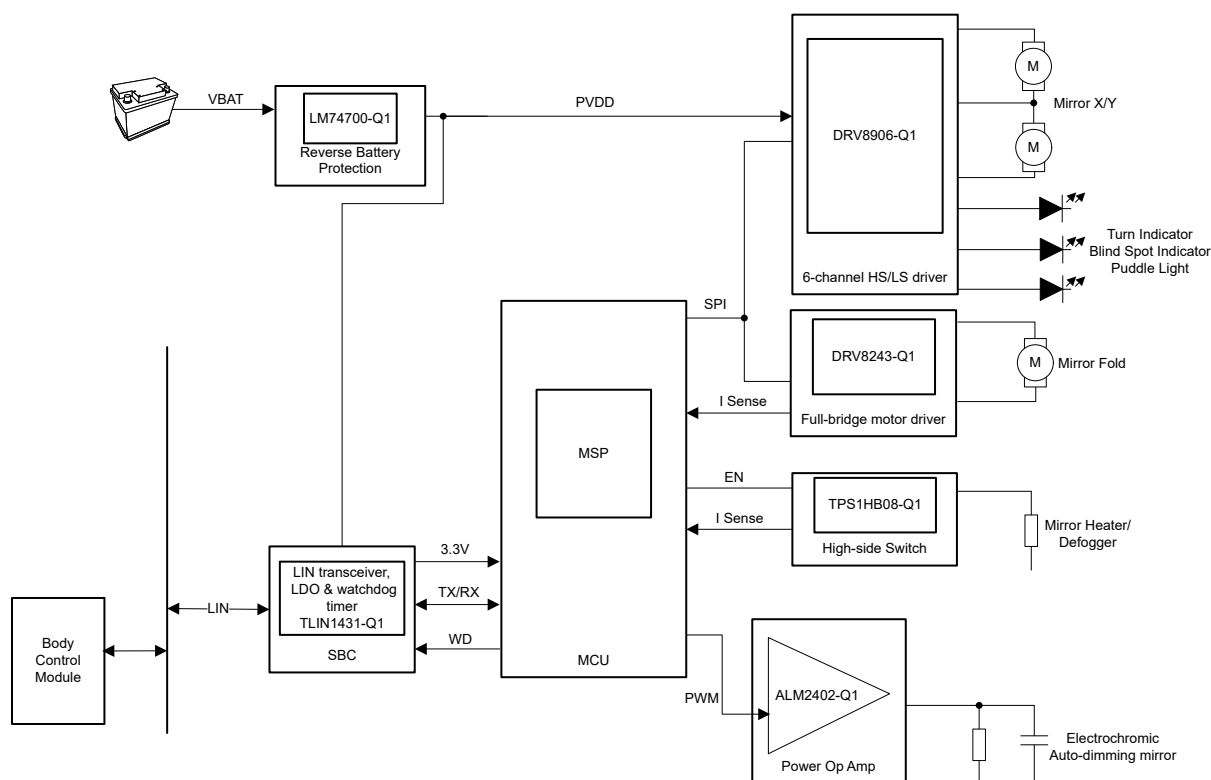 VBAT
LM74700-Q1
Reverse Battery
Protection
PVDD
DRV8906-Q1
6-channel HS/LS driver
M
Mirror X/Y
M
Turn Indicator
Blind Spot Indicator
Puddle Light
SPI
DRV8243-Q1
Full-bridge motor driver
M
Mirror Fold
I Sense
MSP
MCU
EN
TPS1HB08-Q1
High-side Switch
I Sense
Mirror Heater/
Defogger
3.3V
LIN transceiver,
LDO & watchdog
timer
TLIN1431-Q1
SBC
TX/RX
WD
LIN
Body
Control
Module
PWM
ALM2402-Q1
Power Op Amp
Electrochromic
Auto-dimming mirror